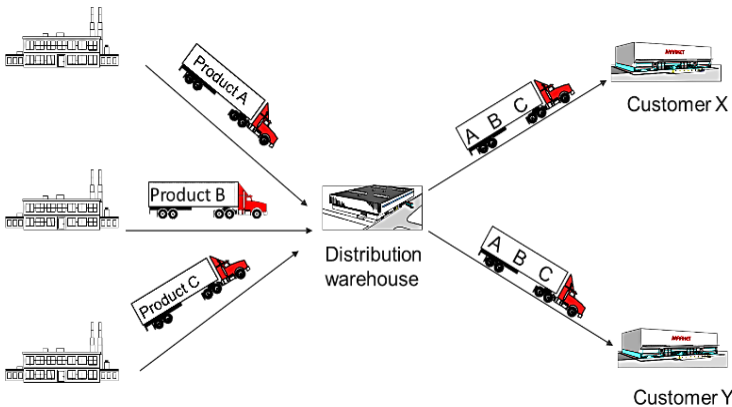 Product A
A B C
Customer X
Product B
Distribution
warehouse
Product C
A B C
Customer Y